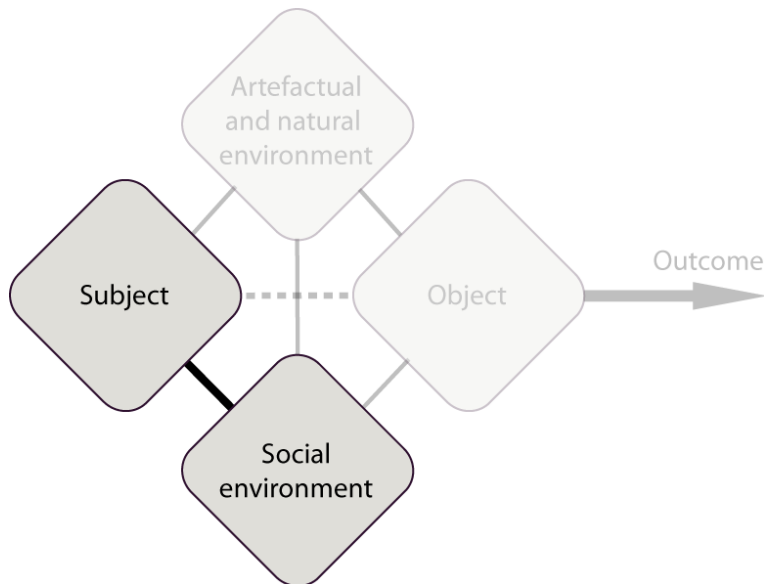 Artefactual
and natural
environment
Outcome
Subject
Object
Social
environment